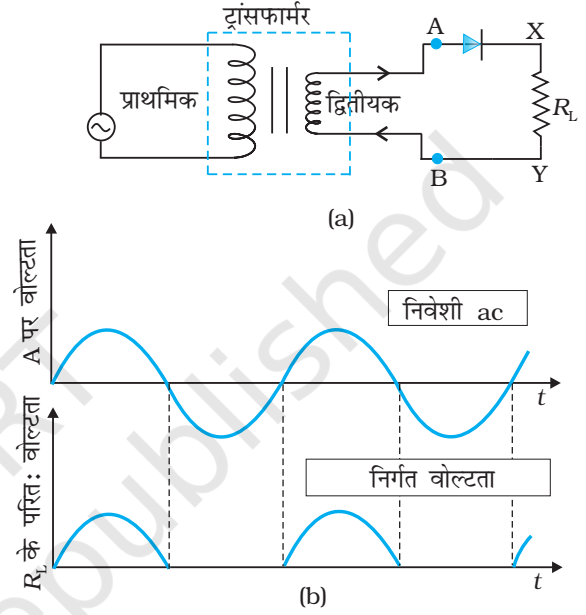 ट्रांसफार्मर
A
X
प्राथमिक
द्वितीयक
R_L
B
Y
(a)
A पर वोल्टता
निवेशी ac
t
R_L के परितः वोल्टता
निर्गत वोल्टता
t
(b)